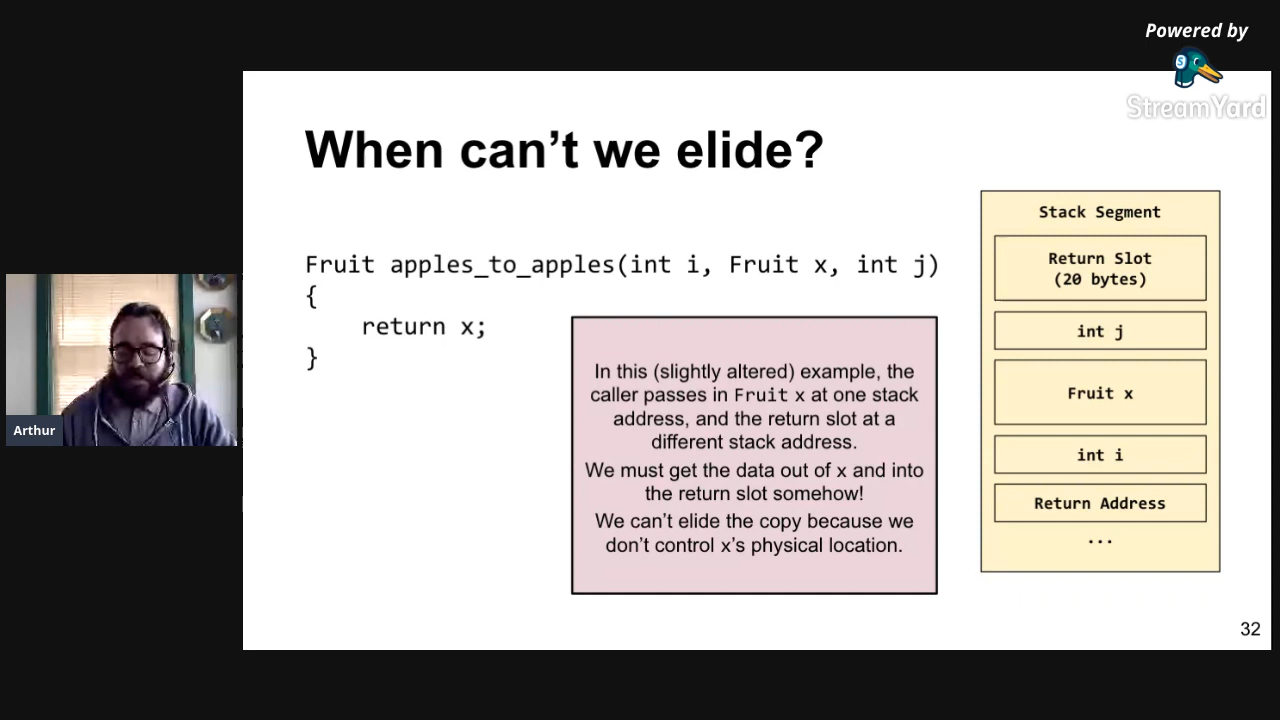 Powered by
StreamYard
When can’t we elide?
Fruit apples_to_apples(int i, Fruit x, int j)
{
    return x;
}
In this (slightly altered) example, the
caller passes in Fruit x at one stack
address, and the return slot at a
different stack address.
We must get the data out of x and into
the return slot somehow!
We can’t elide the copy because we
don’t control x’s physical location.
Stack Segment
Return Slot
(20 bytes)
int j
Fruit x
int i
Return Address
...
Arthur
32